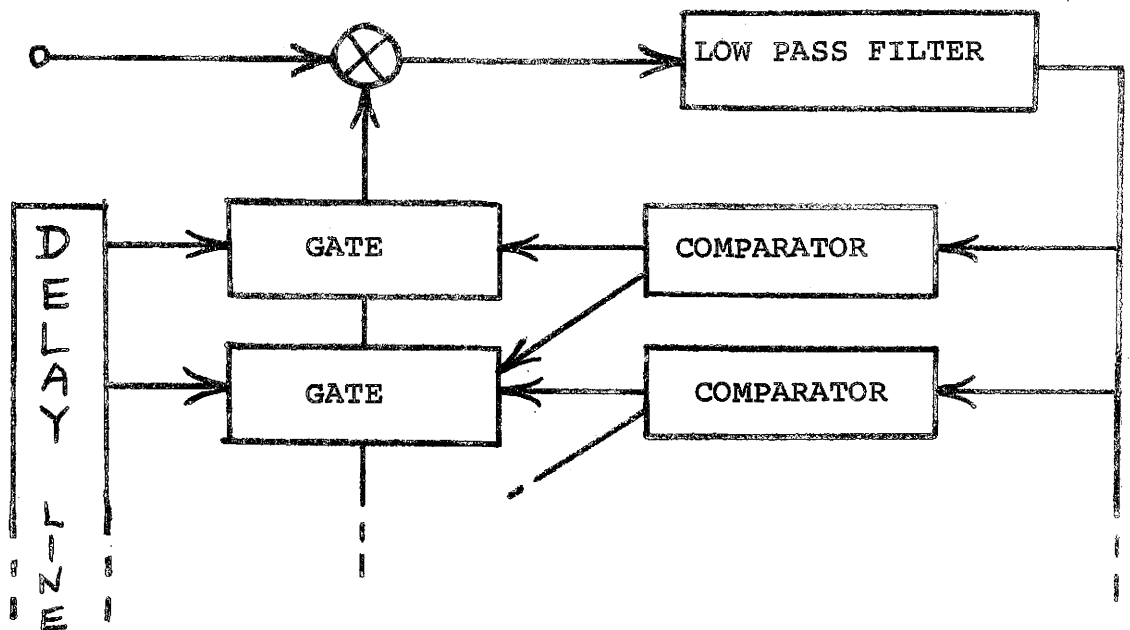 LOW PASS FILTER
GATE
COMPARATOR
GATE
COMPARATOR
DELAY LINE